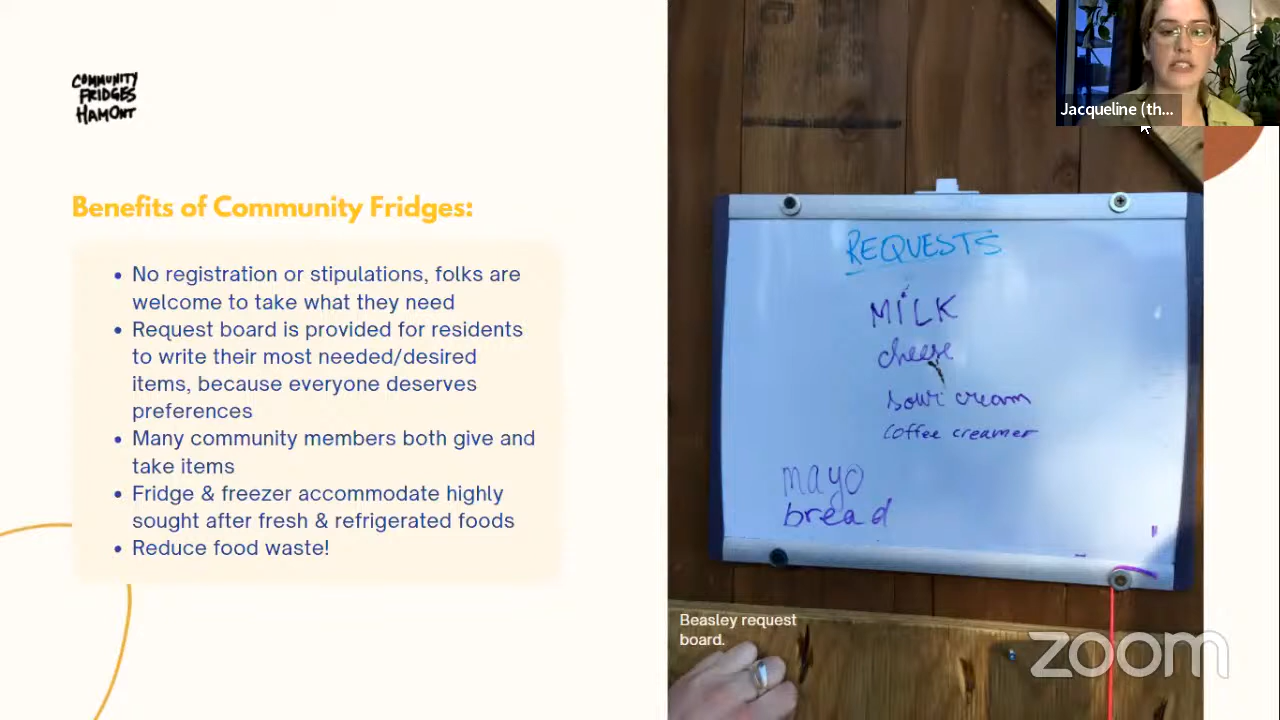 COMMUNITY
FRIDGES
HAMONT
Benefits of Community Fridges:
• No registration or stipulations, folks are
welcome to take what they need
• Request board is provided for residents
to write their most needed/desired
items, because everyone deserves
preferences
• Many community members both give and
take items
• Fridge & freezer accommodate highly
sought after fresh & refrigerated foods
• Reduce food waste!
REQUESTS
MiLK
cheese
sour cream
coffee creamer
mayo
bread
Beasley request
board.
Jacqueline (th...
zoom